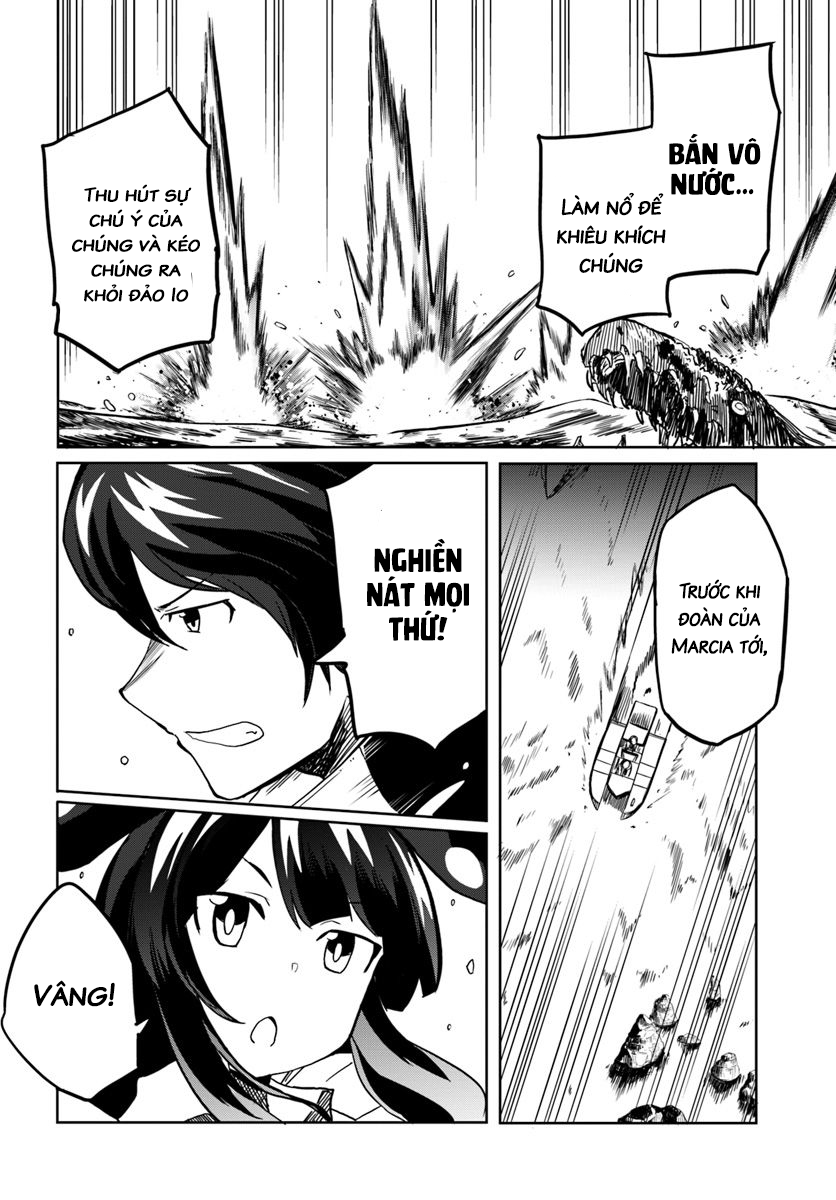 BẮN VÔ
NƯỚC...
LÀM NỔ ĐỂ
KHIÊU KHÍCH
CHÚNG
THU HÚT SỰ
CHÚ Ý CỦA
CHÚNG VÀ KÉO
CHÚNG RA
KHỎI ĐẢO IO
TRƯỚC KHI
ĐOÀN CỦA
MARCIA TỚI,
NGHIỀN
NÁT MỌI
THỨ!
VÂNG!